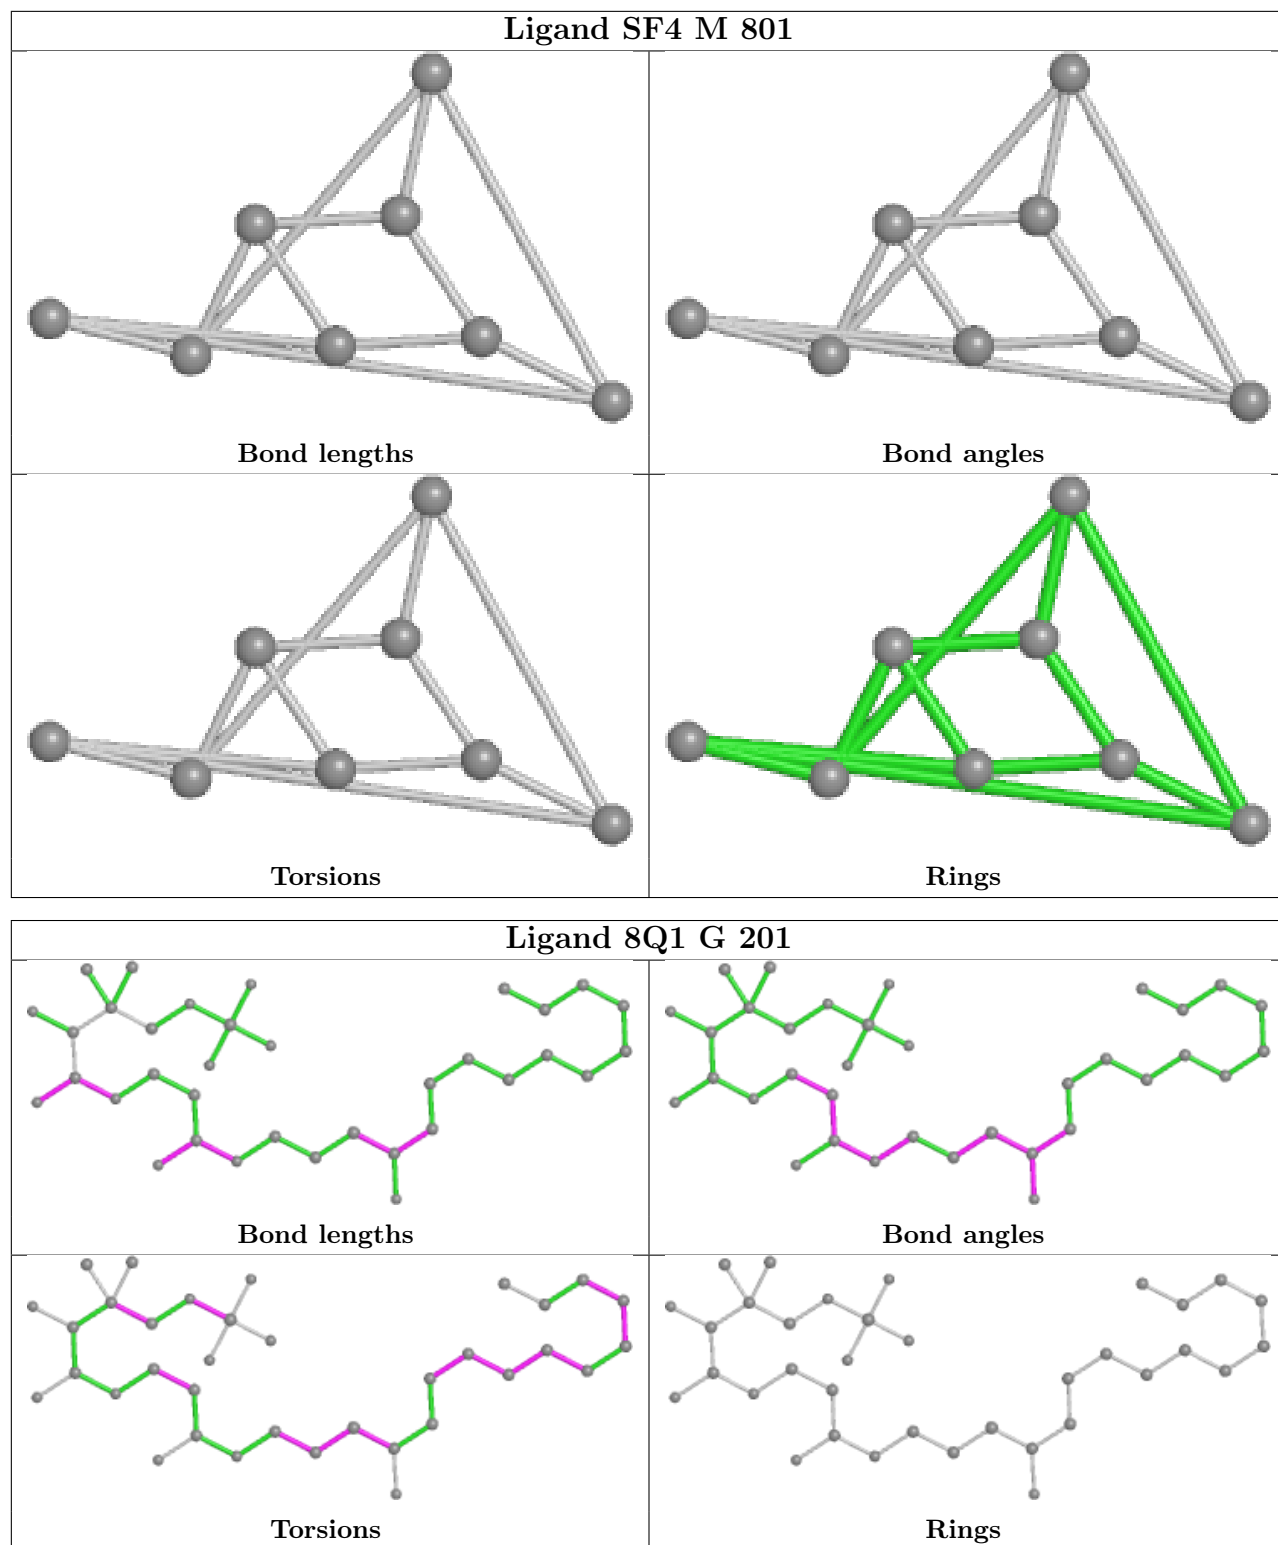 Ligand SF4 M 801
Bond lengths
Bond angles
Torsions
Rings
Ligand 8Q1 G 201
Bond lengths
Bond angles
Torsions
Rings